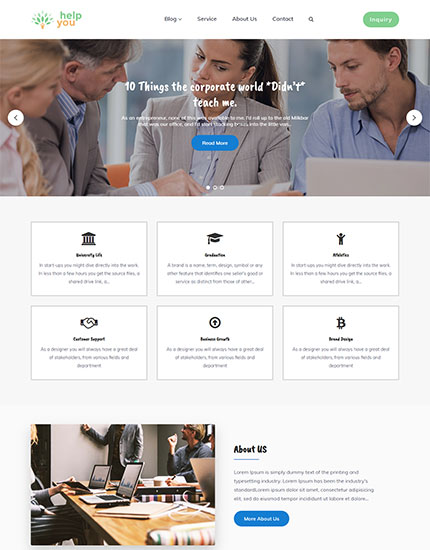 help
you
Blog
Service
About Us
Contact
Inquiry
10 Things the corporate world "Didn't"
teach me.
As an entrepreneur, none of this was available to me. I'd roll up to the old Milkbar
that was our office, and I'd start stacking boxes into the little van.
Read More
University Life
In start-ups you might dive directly into the work.
In less than a few hours you get the source files, a
shared drive link, a...
Graduation
A brand is a name, term, design, symbol or any
other feature that identifies one seller's good or
service as distinct from those of other...
Athletics
In start-ups you might dive directly into the work.
In less than a few hours you get the source files, a
shared drive link, a...
Customer Support
As a designer you will always have a great deal
of stakeholders, from various fields and
department
Business Growth
As a designer you will always have a great deal
of stakeholders, from various fields and
department
Brand Design
As a designer you will always have a great deal
of stakeholders, from various fields and
department
About US
Lorem Ipsum is simply dummy text of the printing and
typesetting industry. Lorem Ipsum has been the industry's
standardLorem ipsum dolor sit amet, consectetur adipiscing
elit, sed do eiusmod tempor incididunt ut labore et dolore...
More About Us